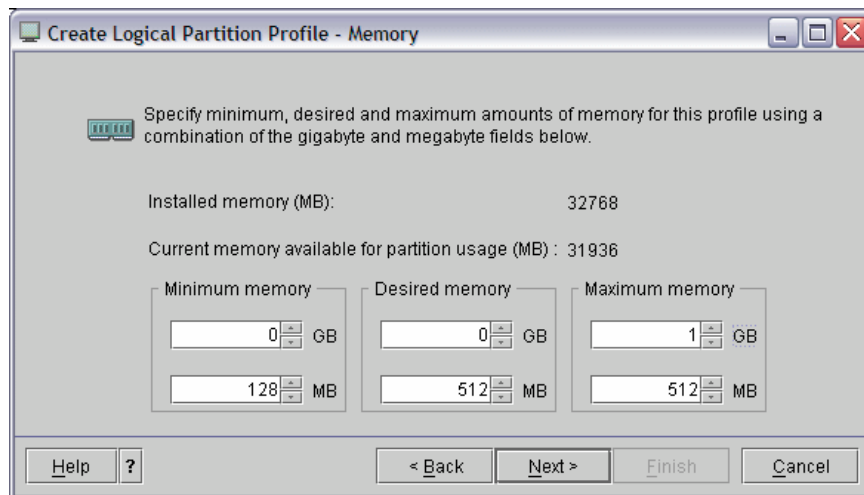 Create Logical Partition Profile - Memory
Specify minimum, desired and maximum amounts of memory for this profile using a
combination of the gigabyte and megabyte fields below.
Installed memory (MB): 32768
Current memory available for partition usage (MB) : 31936
Minimum memory Desired memory Maximum memory
0 GB 0 GB 1 GB
128 MB 512 MB 512 MB
Help ? < Back Next > Finish Cancel